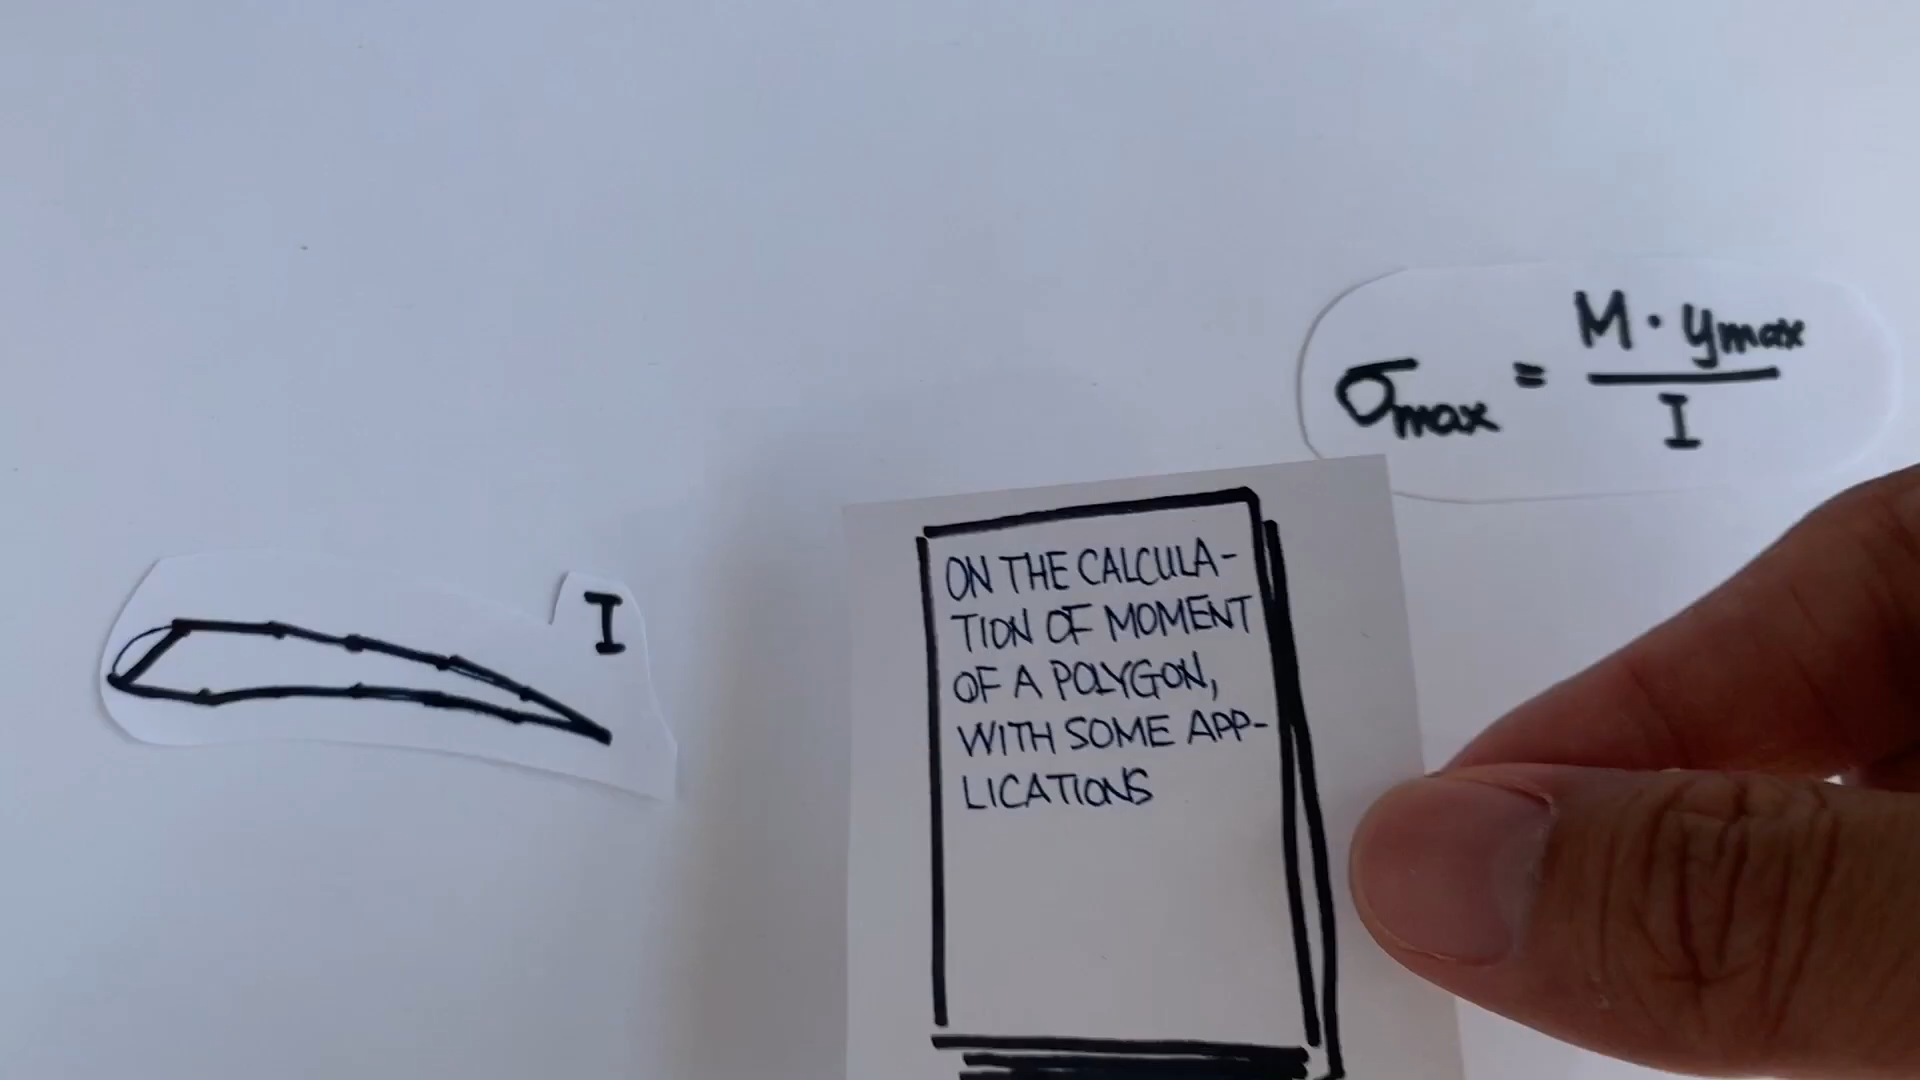 σmax = M · ymax / I
I
ON THE CALCULA-
TION OF MOMENT
OF A POLYGON,
WITH SOME APP-
LICATIONS